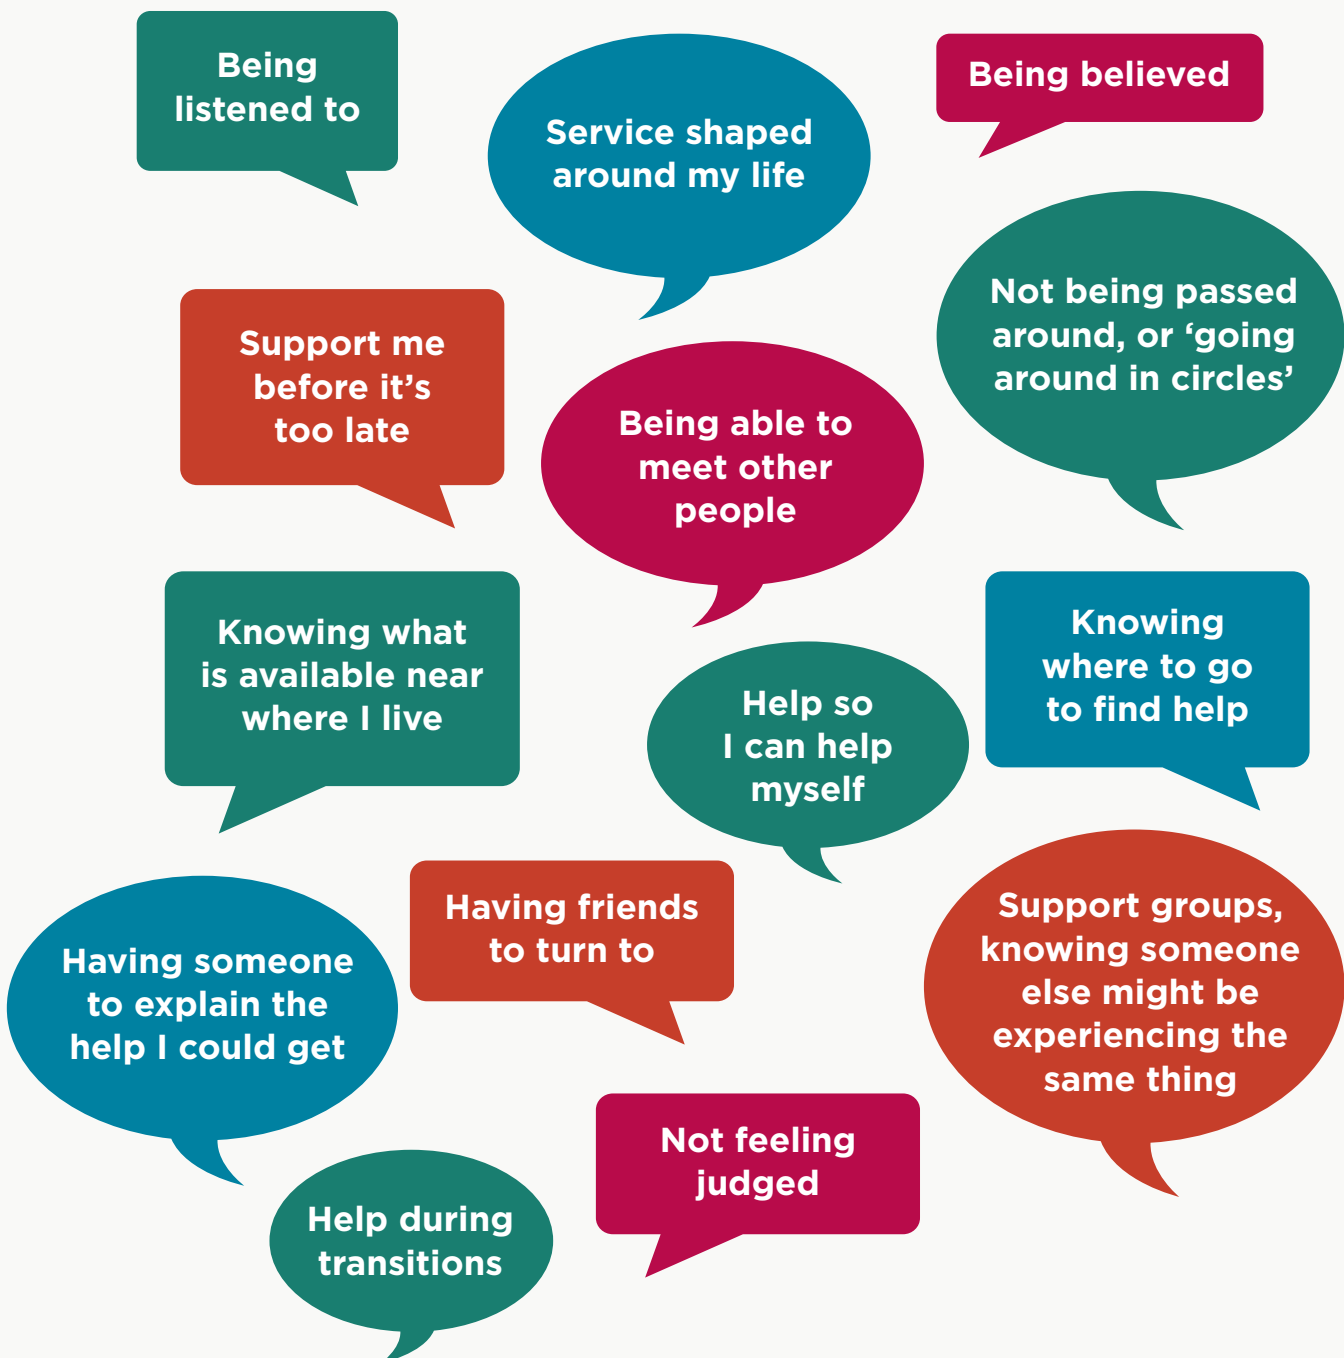 Being
listened to
Service shaped
around my life
Being believed
Not being passed
around, or ‘going
around in circles’
Support me
before it’s
too late
Being able to
meet other
people
Knowing what
is available near
where I live
Help so
I can help
myself
Knowing
where to go
to find help
Having someone
to explain the
help I could get
Having friends
to turn to
Support groups,
knowing someone
else might be
experiencing the
same thing
Not feeling
judged
Help during
transitions